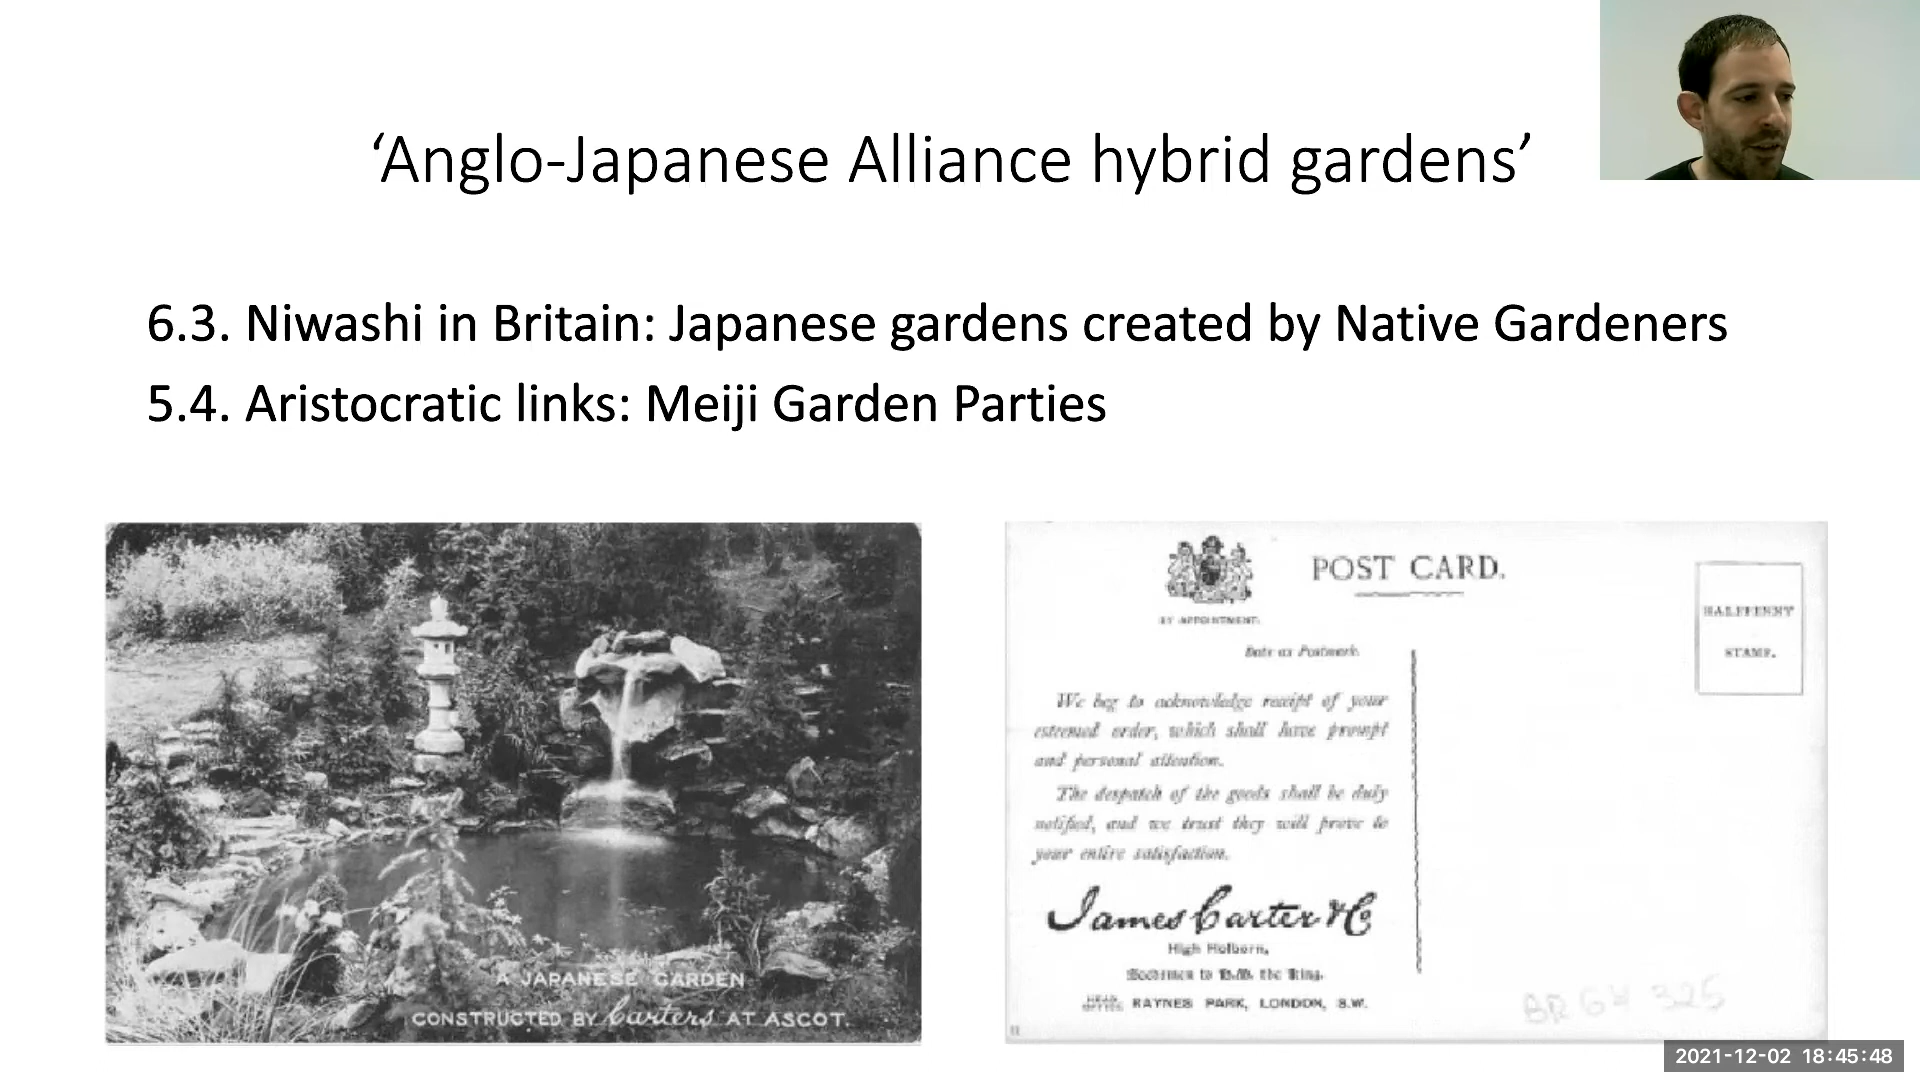 ‘Anglo-Japanese Alliance hybrid gardens’
6.3. Niwashi in Britain: Japanese gardens created by Native Gardeners
5.4. Aristocratic links: Meiji Garden Parties
A JAPANESE GARDEN
CONSTRUCTED BY Carters AT ASCOT.
POST CARD.
BY APPOINTMENT.
HALFPENNY
STAMP.
Date as Postmark.
We beg to acknowledge receipt of your
esteemed order, which shall have prompt
and personal attention.
The despatch of the goods shall be duly
notified, and we trust they will prove to
your entire satisfaction.
James Carter & Co
High Holborn,
Seedsmen to H.M. the King.
HEAD OFFICE RAYNES PARK, LONDON, S.W.
2021-12-02 18:45:48